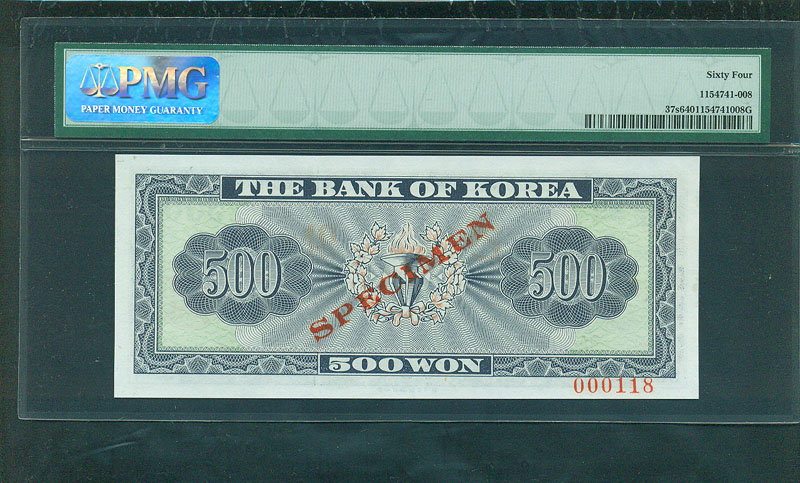 PMG
PAPER MONEY GUARANTY
Sixty Four
1154741-008
37s6401154741008G
THE BANK OF KOREA
500
SPECIMEN
500
500 WON
000118